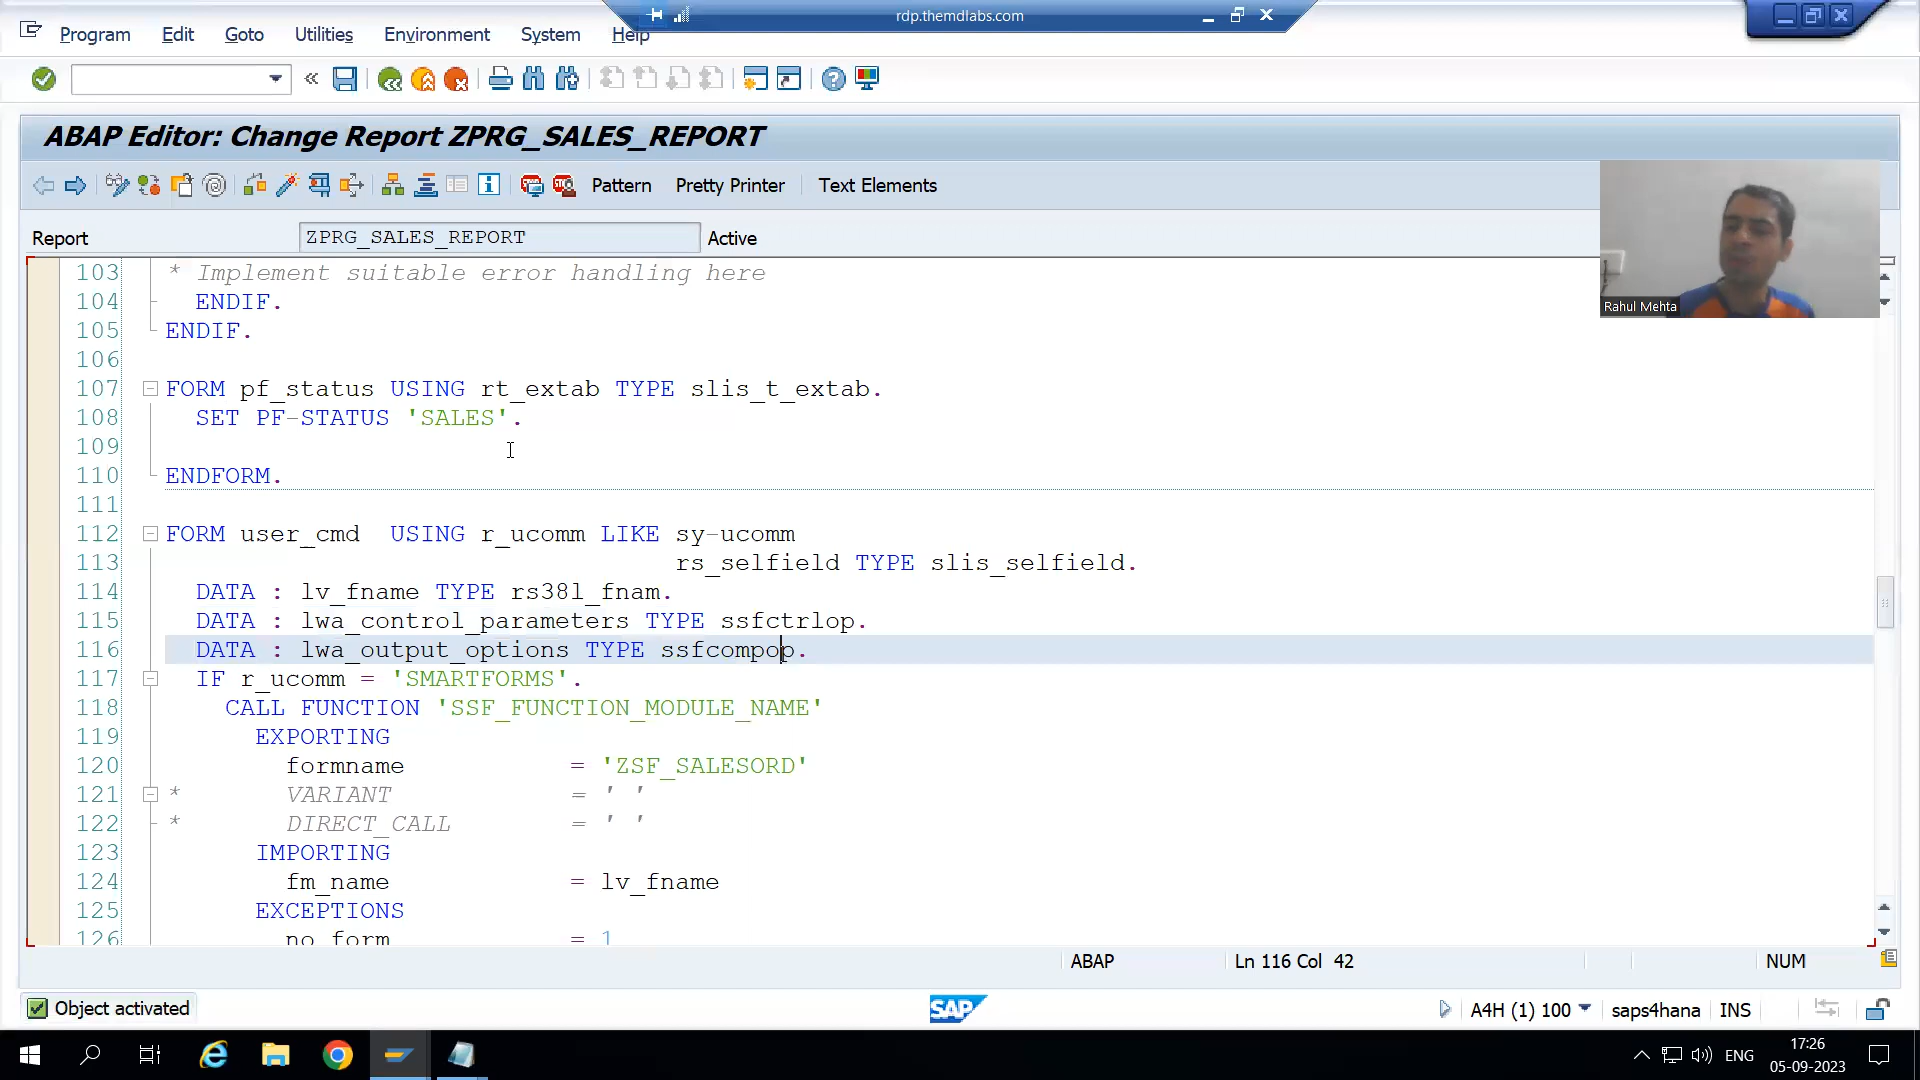 rdp.themdlabs.com
Program Edit Goto Utilities Environment System Help
ABAP Editor: Change Report ZPRG_SALES_REPORT
Pattern Pretty Printer Text Elements
Report ZPRG_SALES_REPORT Active
Rahul Mehta
103 * Implement suitable error handling here
104 ENDIF.
105 ENDIF.
106
107 FORM pf_status USING rt_extab TYPE slis_t_extab.
108 SET PF-STATUS 'SALES'.
109
110 ENDFORM.
111
112 FORM user_cmd USING r_ucomm LIKE sy-ucomm
113 rs_selfield TYPE slis_selfield.
114 DATA : lv_fname TYPE rs38l_fnam.
115 DATA : lwa_control_parameters TYPE ssfctrlop.
116 DATA : lwa_output_options TYPE ssfcompop.
117 IF r_ucomm = 'SMARTFORMS'.
118 CALL FUNCTION 'SSF_FUNCTION_MODULE_NAME'
119 EXPORTING
120 formname = 'ZSF_SALESORD'
121 * VARIANT = ' '
122 * DIRECT_CALL = ' '
123 IMPORTING
124 fm_name = lv_fname
125 EXCEPTIONS
126 no_form = 1
ABAP Ln 116 Col 42 NUM
Object activated SAP A4H (1) 100 saps4hana INS
ENG 17:26
05-09-2023